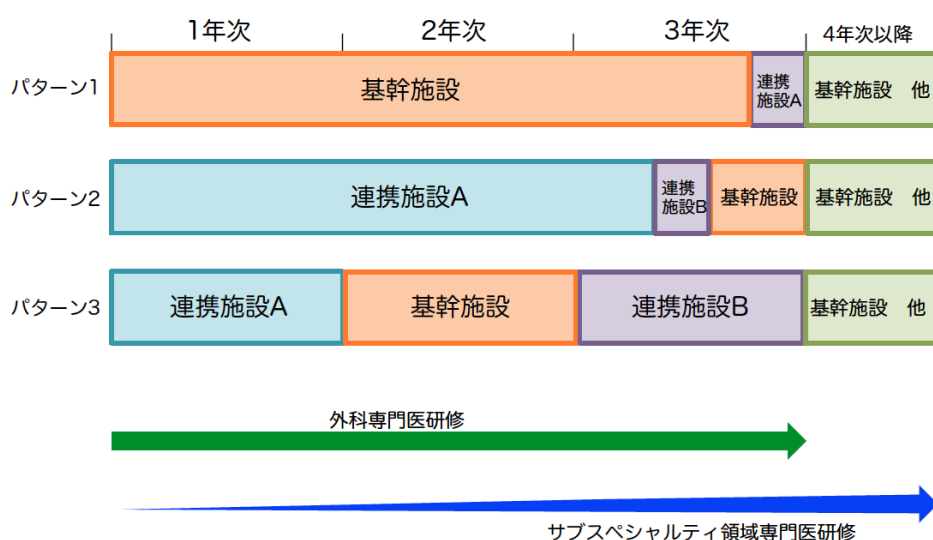 1年次 2年次 3年次 4年次以降
パターン1 基幹施設 連携施設A 基幹施設 他
パターン2 連携施設A 連携施設B 基幹施設 基幹施設 他
パターン3 連携施設A 基幹施設 連携施設B 基幹施設 他
外科専門医研修
サブスペシャルティ領域専門医研修